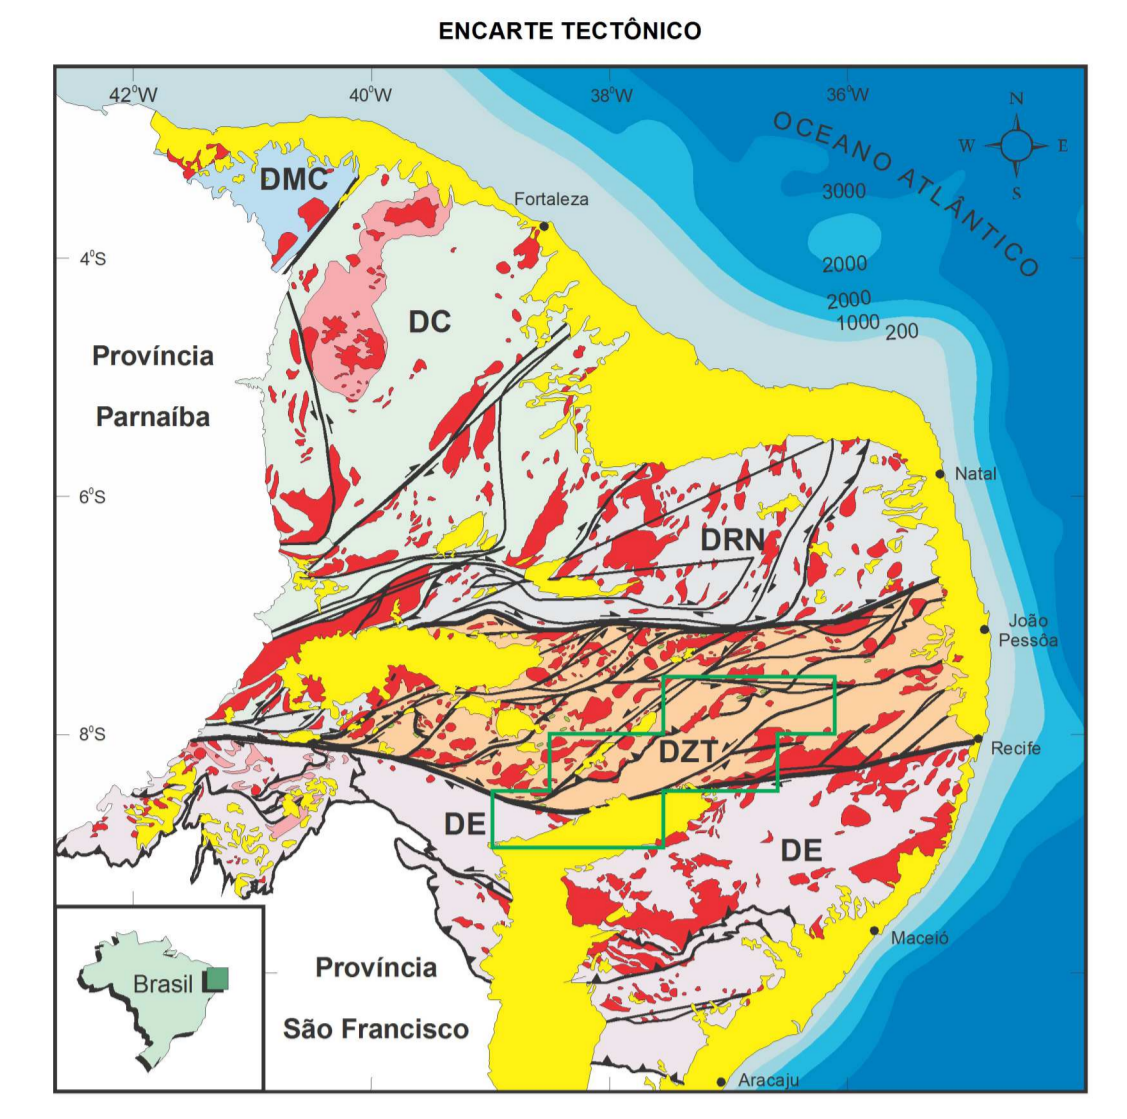 ENCARTE TECTÔNICO
42°W
40°W
38°W
36°W
OCEANO ATLÂNTICO
N
W
E
S
DMC
3000
Fortaleza
4°S
2000
2000
1000
200
DC
Província
Parnaíba
Natal
6°S
DRN
João
Pessôa
8°S
DZT
Recife
DE
DE
Maceió
Província
São Francisco
Brasil
Aracaju